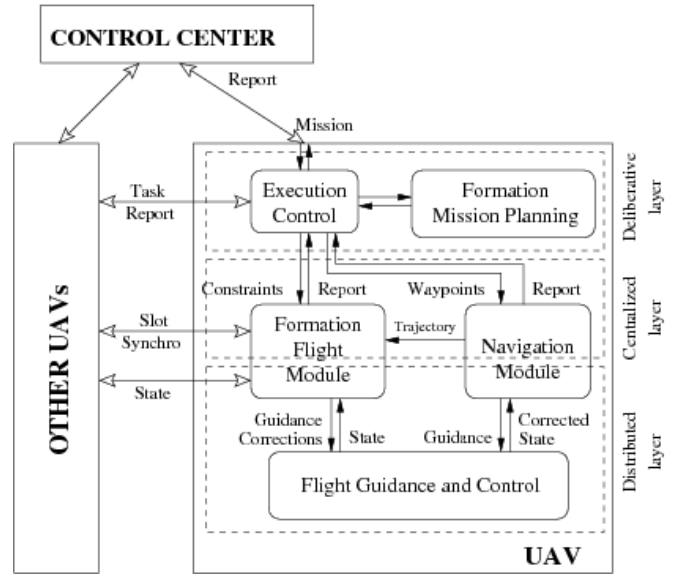 CONTROL CENTER
Report
Mission
Execution
Control
Formation
Mission Planning
Deliberative
layer
Task
Report
Constraints
Report
Waypoints
Report
Centralized
layer
Slot
Synchro
Formation
Flight
Module
Trajectory
Navigation
Module
State
OTHER UAVs
Guidance
Corrections
State
Guidance
Corrected
State
Distributed
layer
Flight Guidance and Control
UAV